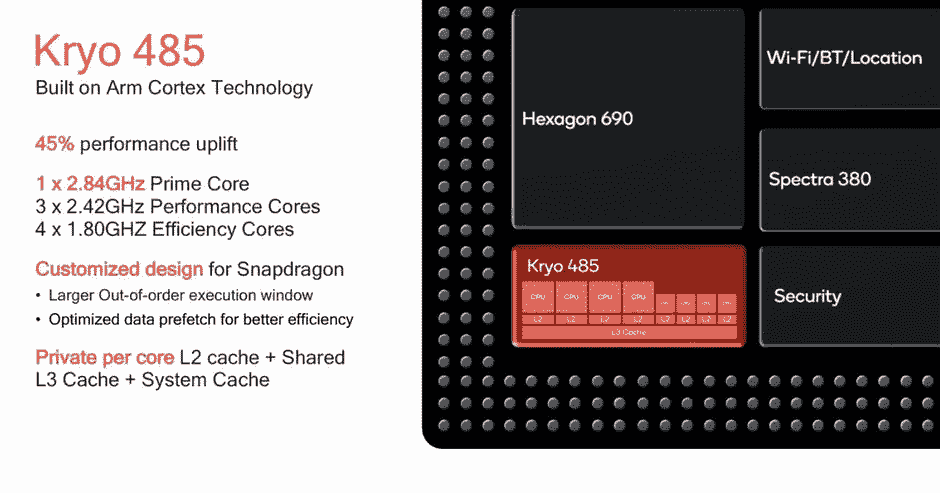 Kryo 485
Built on Arm Cortex Technology
45% performance uplift
1 x 2.84GHz Prime Core
3 x 2.42GHz Performance Cores
4 x 1.80GHZ Efficiency Cores
Customized design for Snapdragon
• Larger Out-of-order execution window
• Optimized data prefetch for better efficiency
Private per core L2 cache + Shared
L3 Cache + System Cache
Hexagon 690
Wi-Fi/BT/Location
Spectra 380
Kryo 485
CPU CPU CPU CPU CPU CPU CPU CPU
L2 L2 L2 L2 L2 L2 L2 L2
L3 Cache
Security